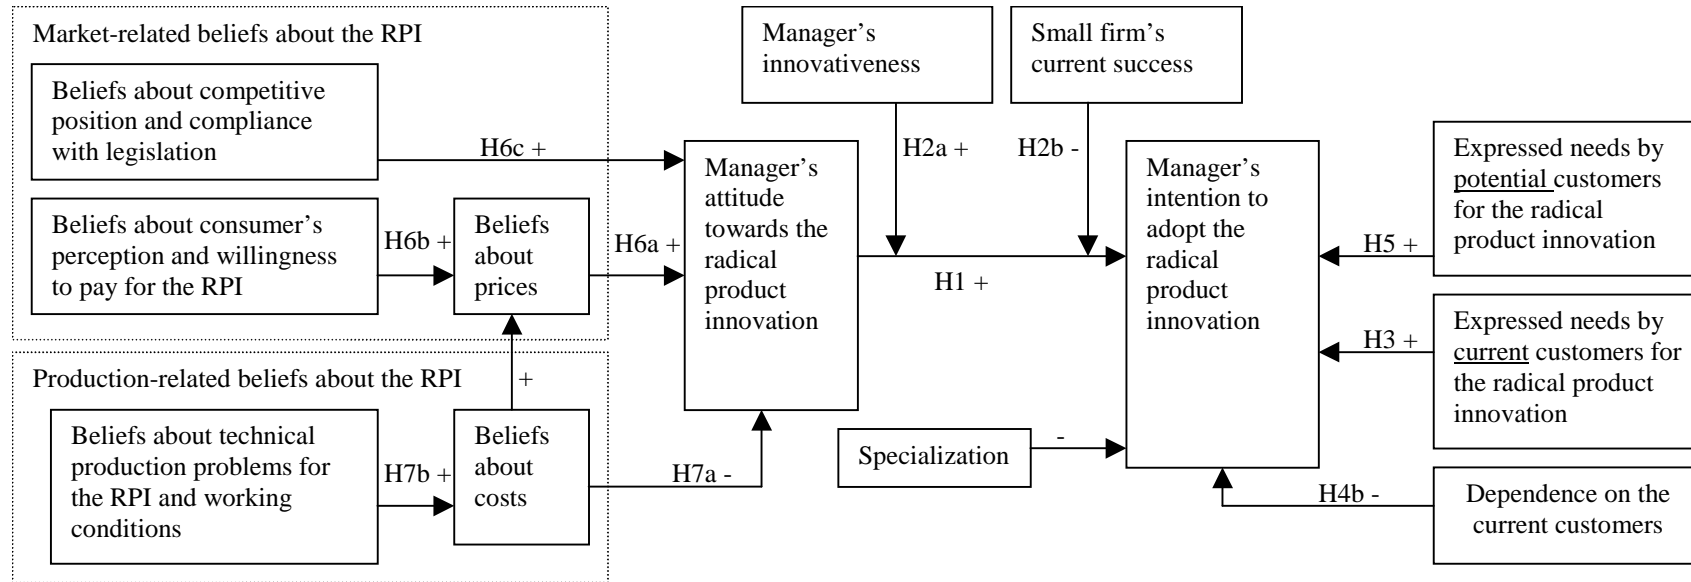 Market-related beliefs about the RPI
Beliefs about competitive
position and compliance
with legislation
H6c +
Beliefs about consumer’s
perception and willingness
to pay for the RPI
H6b +
Beliefs
about
prices
H6a +
Production-related beliefs about the RPI
+
Beliefs about technical
production problems for
the RPI and working
conditions
H7b +
Beliefs
about
costs
H7a -
Manager’s
attitude
towards the
radical
product
innovation
Manager’s
innovativeness
H2a +
Small firm’s
current success
H2b -
H1 +
Specialization
-
Manager’s
intention to
adopt the
radical
product
innovation
Expressed needs by
potential customers
for the radical
product innovation
H5 +
Expressed needs by
current customers for
the radical product
innovation
H3 +
Dependence on the
current customers
H4b -